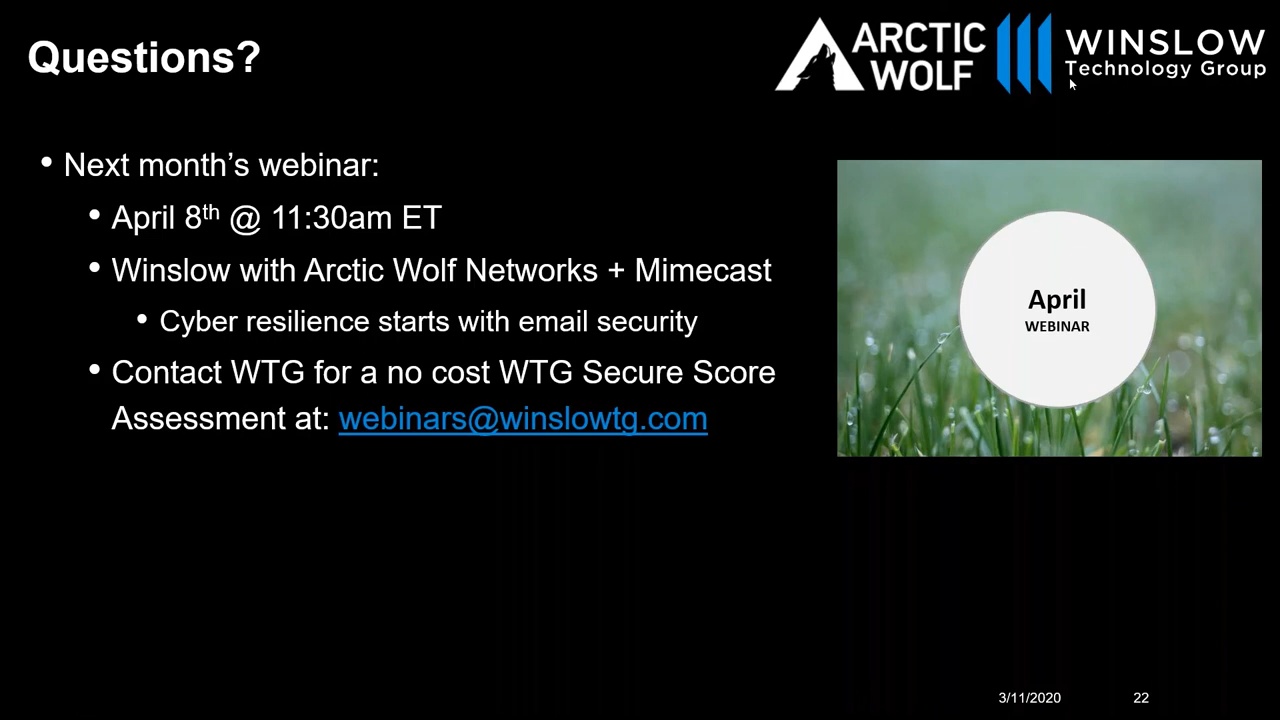 Questions?
ARCTIC
WOLF
WINSLOW
Technology Group
• Next month’s webinar:
• April 8th @ 11:30am ET
• Winslow with Arctic Wolf Networks + Mimecast
• Cyber resilience starts with email security
• Contact WTG for a no cost WTG Secure Score
Assessment at: webinars@winslowtg.com
April
WEBINAR
3/11/2020
22